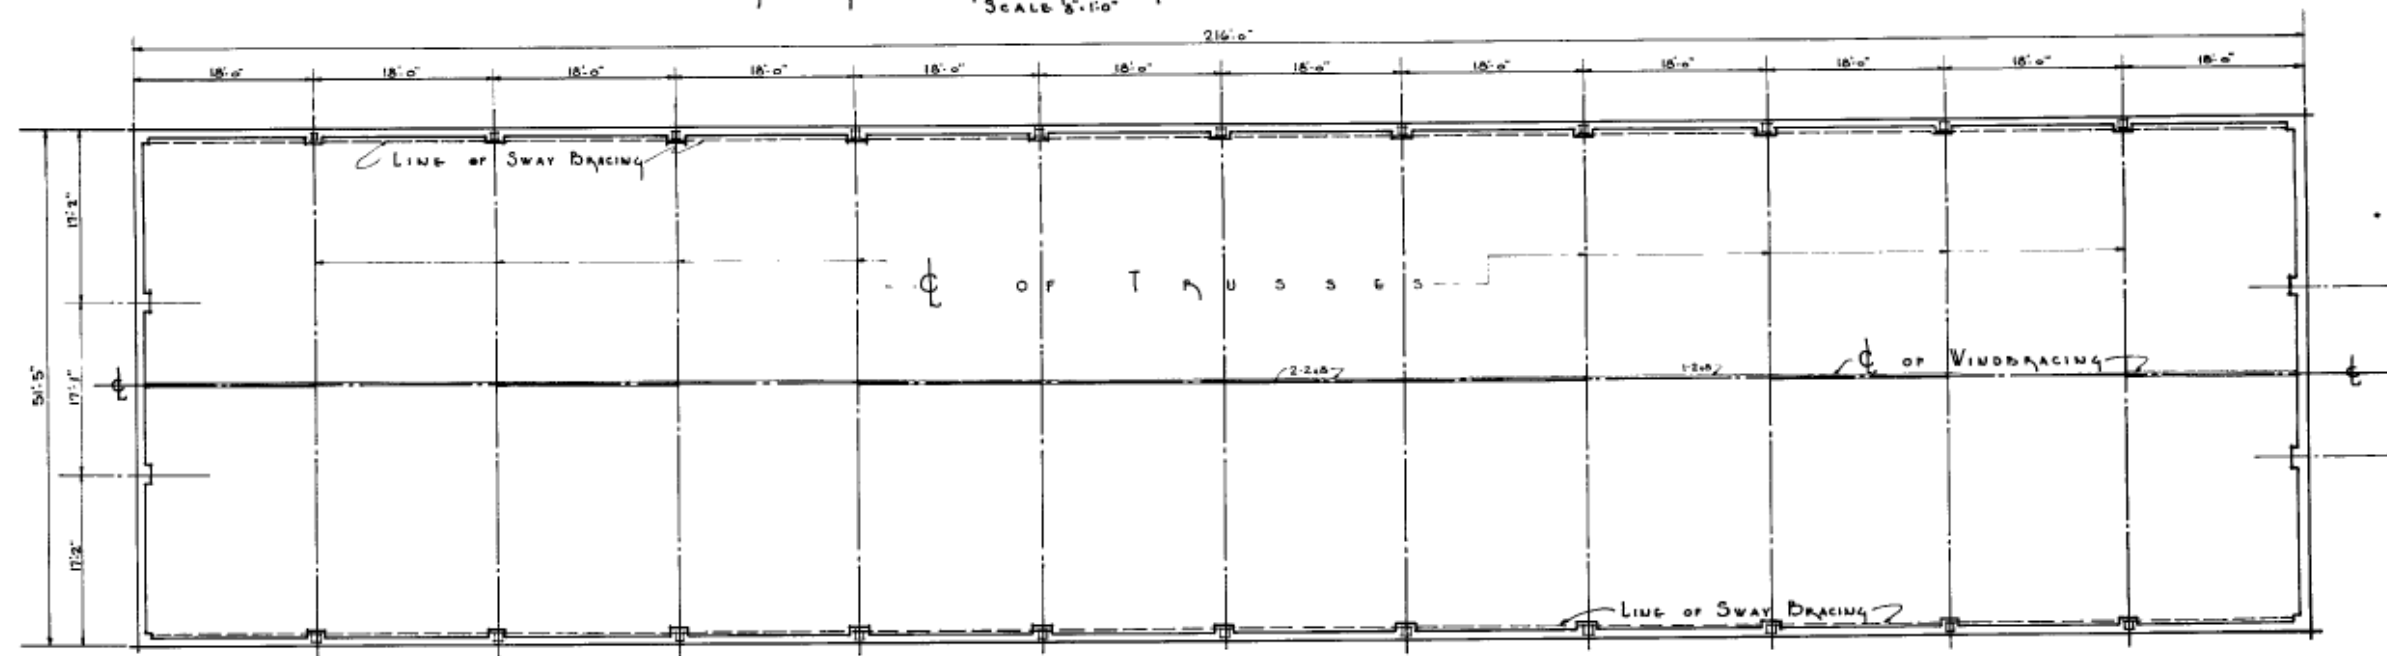 SCALE ⅛"=1'-0"
216'-0"
18'-0" 18'-0" 18'-0" 18'-0" 18'-0" 18'-0" 18'-0" 18'-0" 18'-0" 18'-0" 18'-0" 18'-0"
LINE OF SWAY BRACING
17'-2"
℄ OF TRUSSES
51'-5"
17'-1"
℄
2-2x8
1-2x8
℄ OF WINDBRACING
℄
17'-2"
LINE OF SWAY BRACING